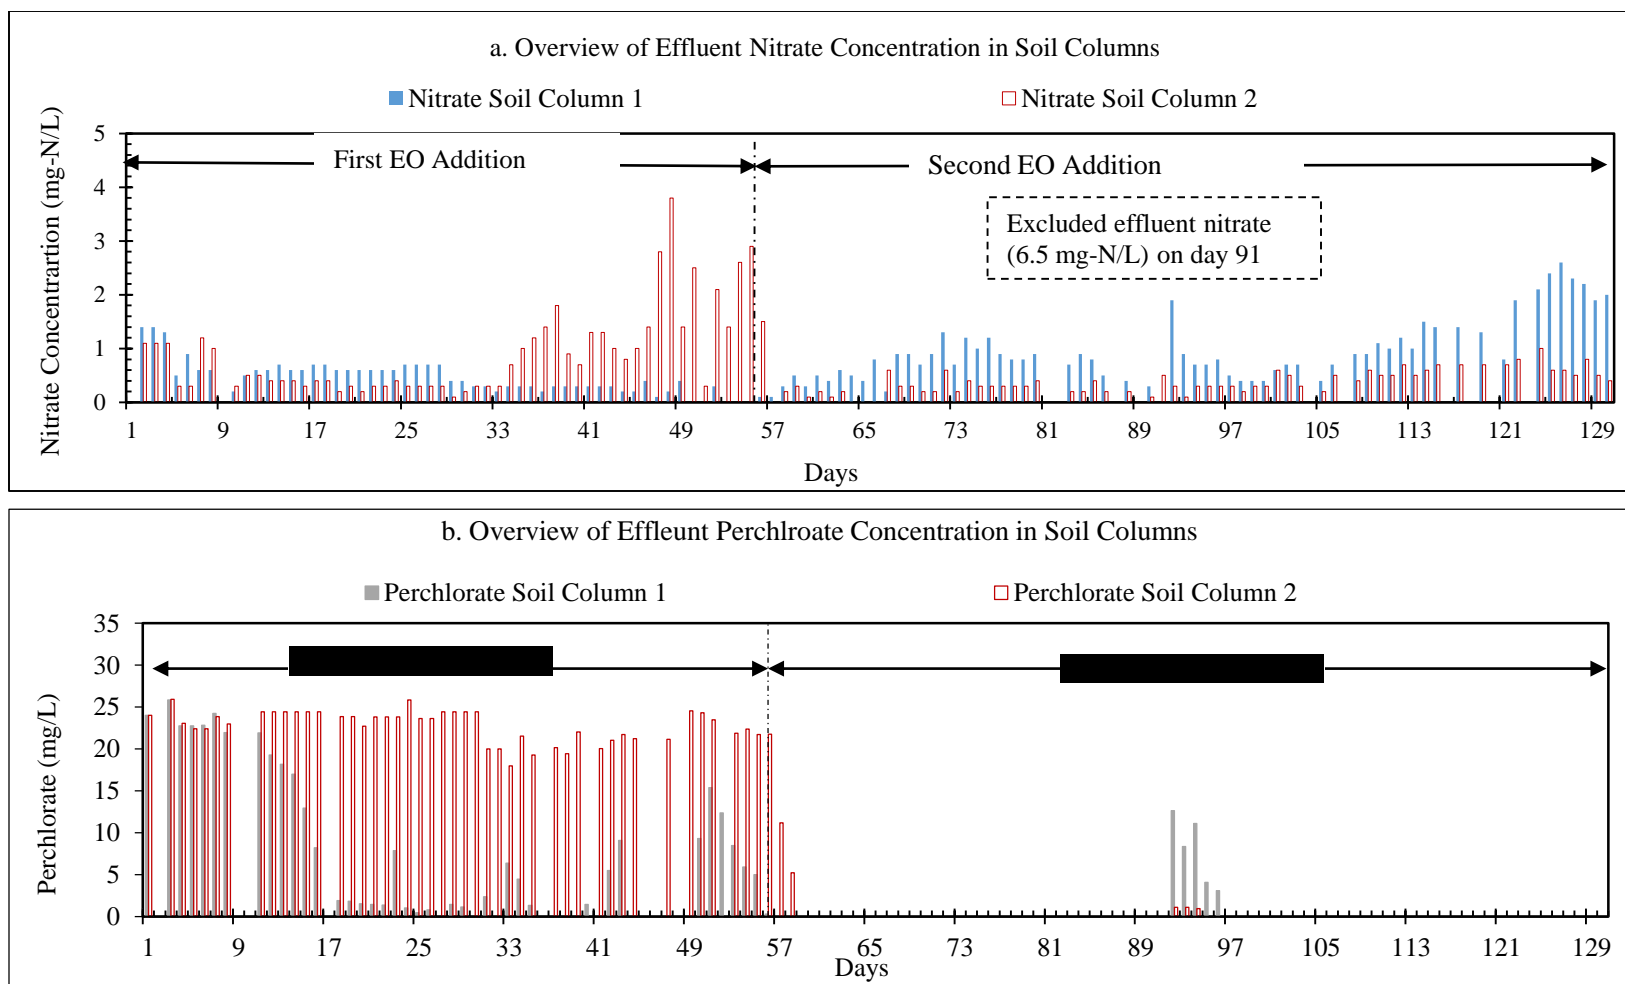 a. Overview of Effluent Nitrate Concentration in Soil Columns
Nitrate Soil Column 1
Nitrate Soil Column 2
Nitrate Concentrartion (mg-N/L)
5
4
3
2
1
0
First EO Addition
Second EO Addition
Excluded effluent nitrate
(6.5 mg-N/L) on day 91
1 9 17 25 33 41 49 57 65 73 81 89 97 105 113 121 129
Days
b. Overview of Effleunt Perchlroate Concentration in Soil Columns
Perchlorate Soil Column 1
Perchlorate Soil Column 2
Perchlorate (mg/L)
35
30
25
20
15
10
5
0
1 9 17 25 33 41 49 57 65 73 81 89 97 105 113 121 129
Days